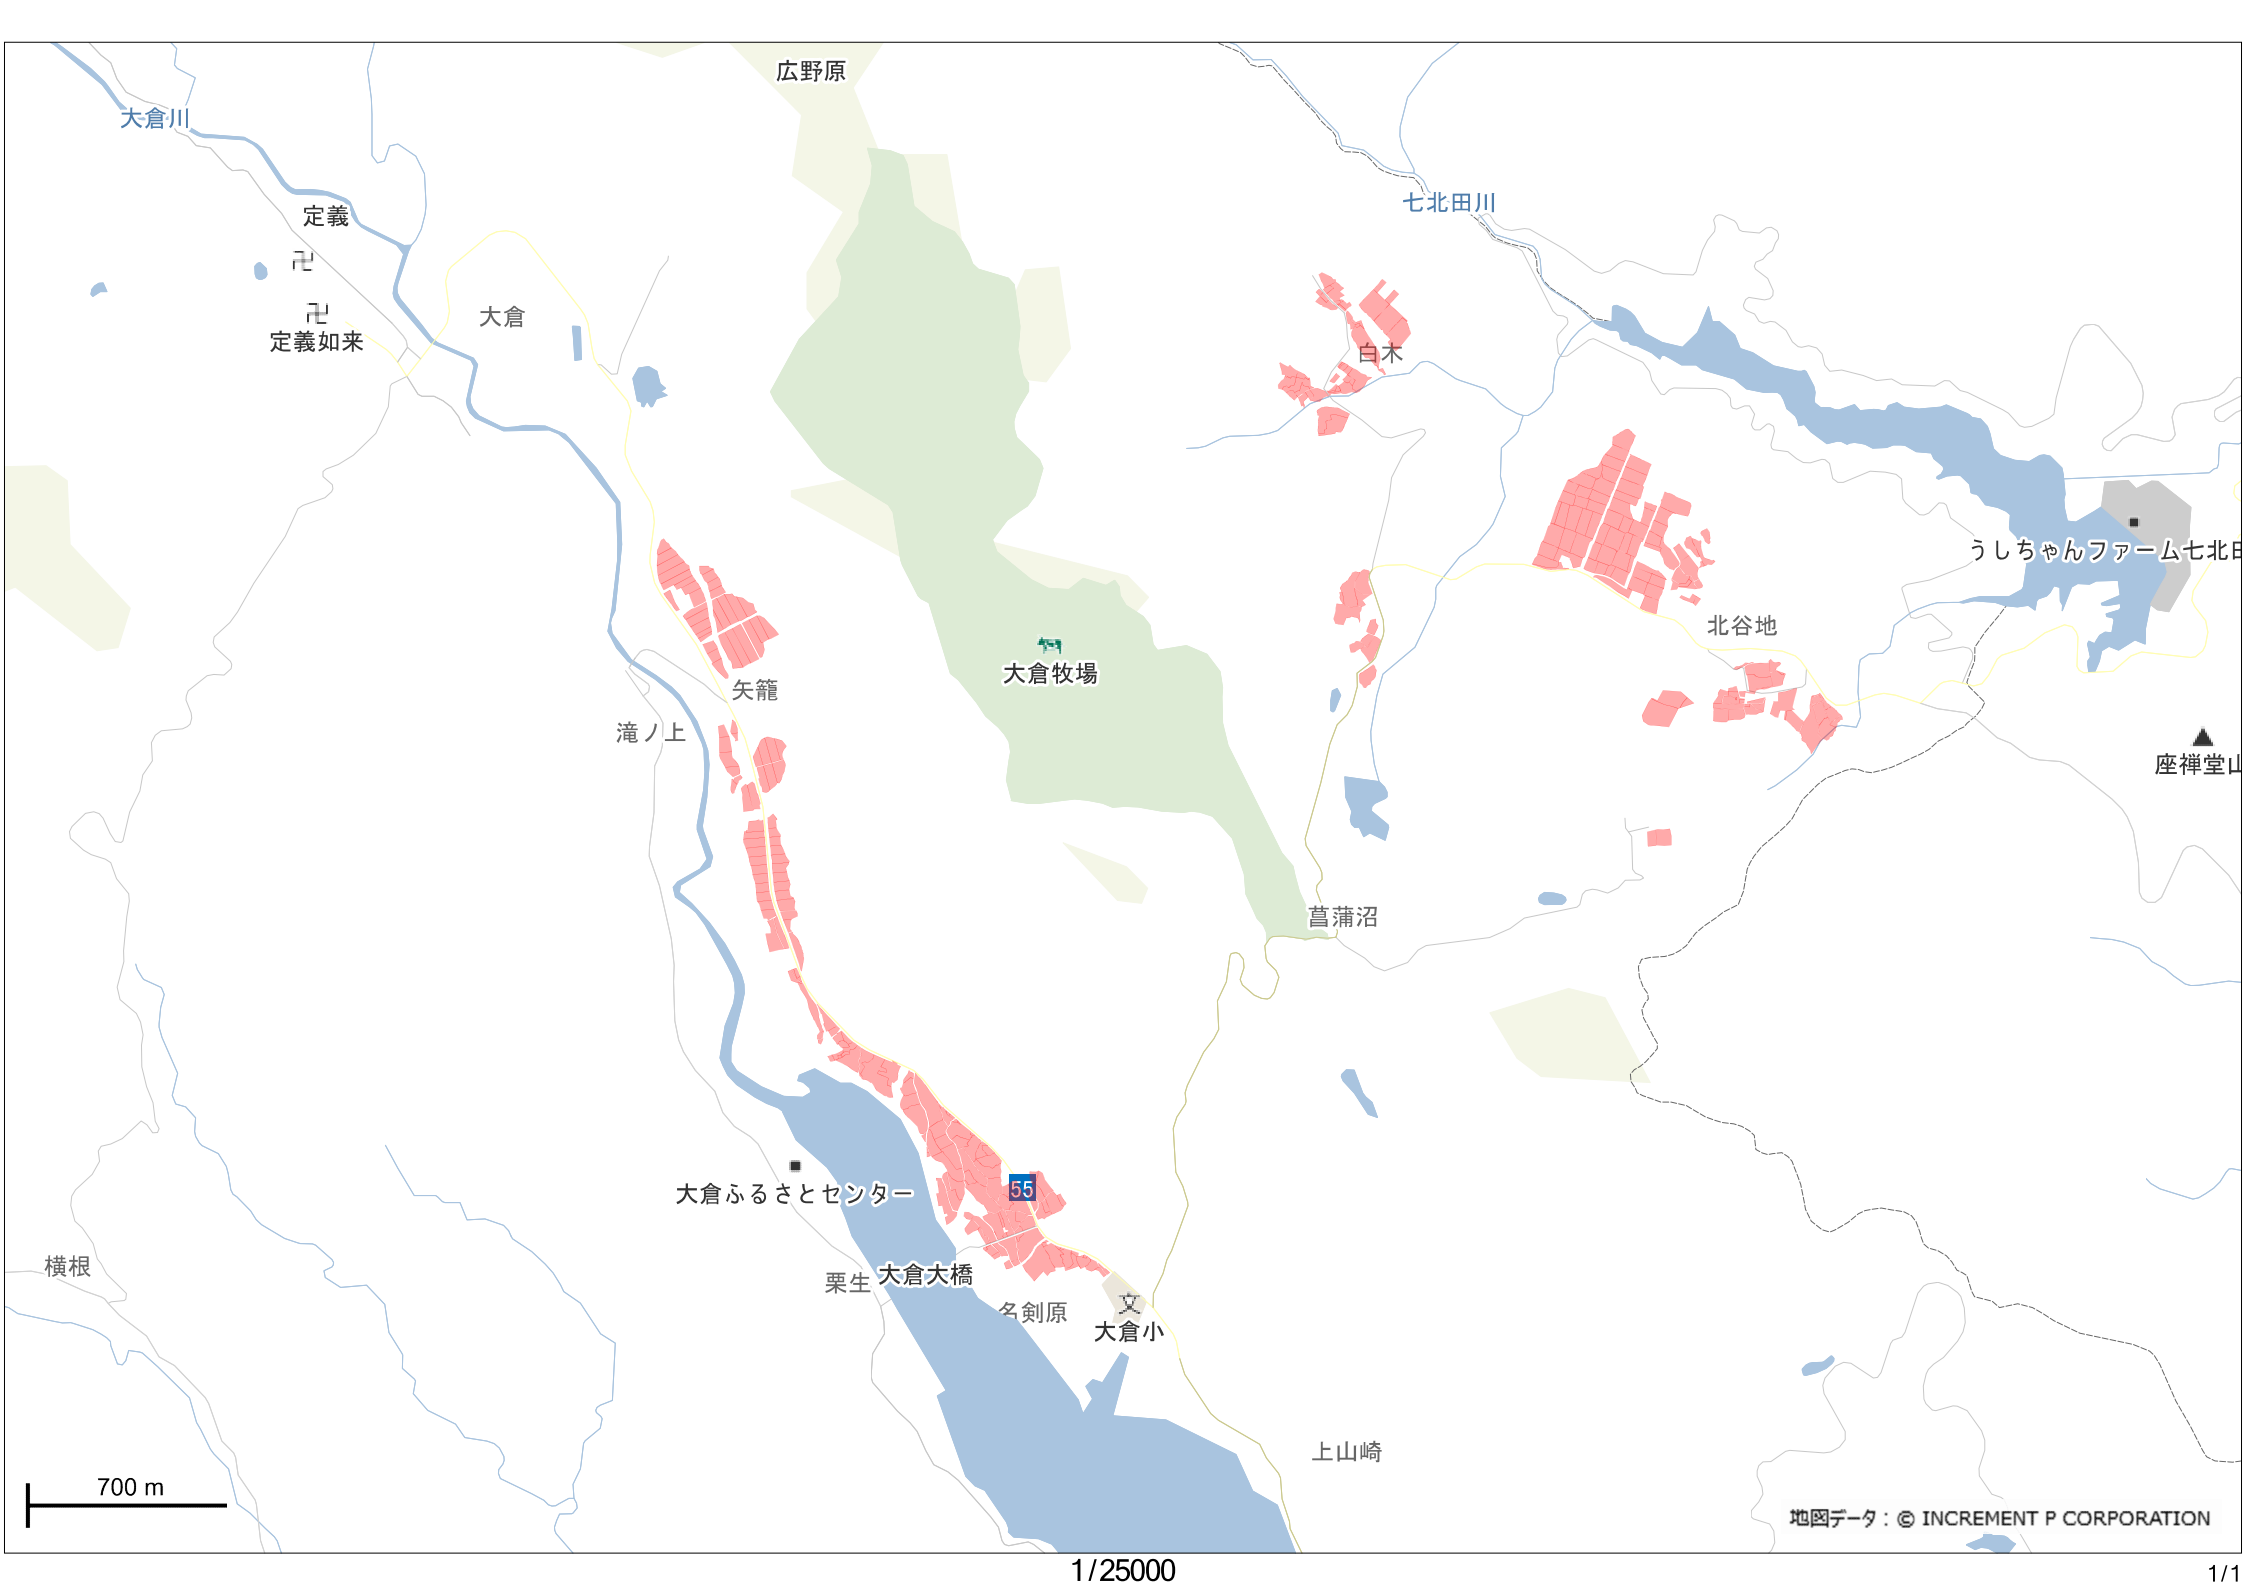 広野原
大倉川
七北田川
定義
大倉
定義如来
白木
うしちゃんファーム七北
北谷地
大倉牧場
矢籠
滝ノ上
座禅堂
菖蒲沼
55
大倉ふるさとセンター
横根
栗生
大倉大橋
名剣原
大倉小
上山崎
700 m
地図データ：© INCREMENT P CORPORATION
1/25000
1/1